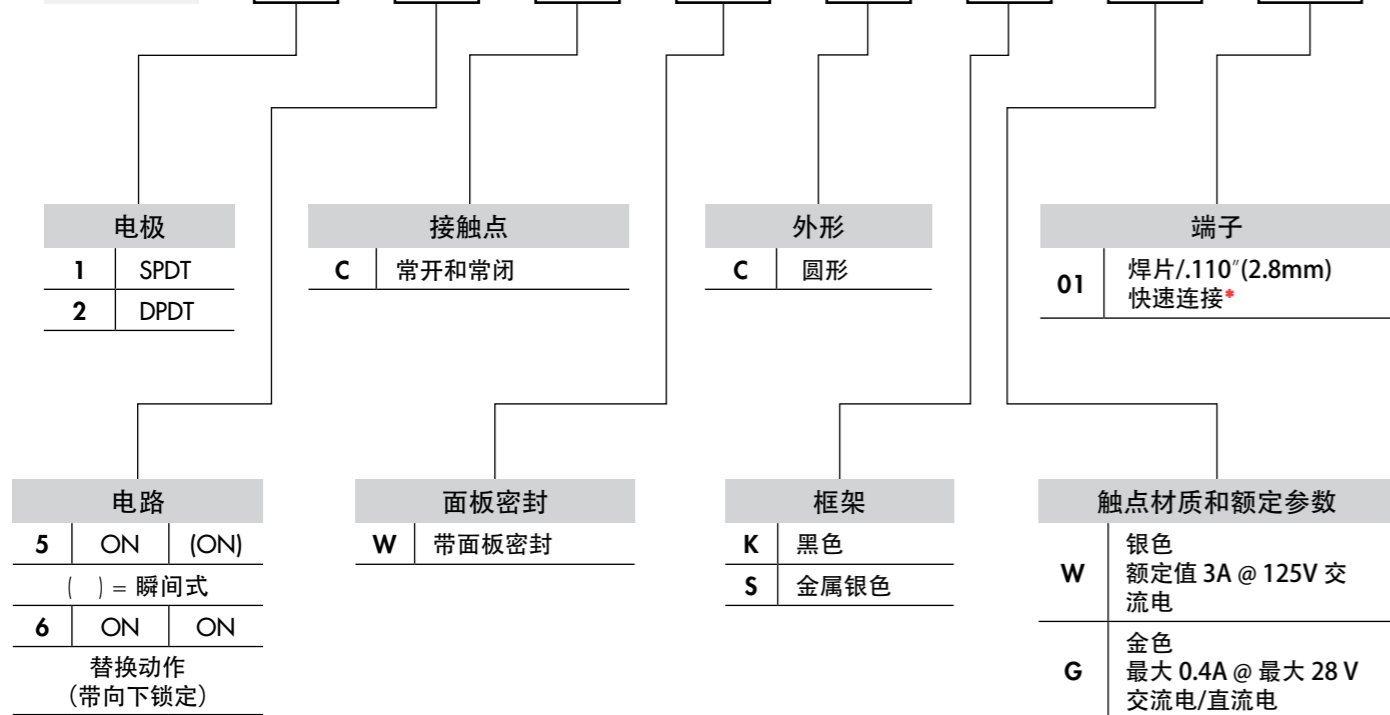 电极
1 SPDT
2 DPDT
接触点
C 常开和常闭
外形
C 圆形
端子
01 焊片/.110″(2.8mm)
快速连接*
电路
5 ON (ON)
( ) = 瞬间式
6 ON ON
替换动作
(带向下锁定)
面板密封
W 带面板密封
框架
K 黑色
S 金属银色
触点材质和额定参数
W 银色
额定值 3A @ 125V 交
流电
G 金色
最大 0.4A @ 最大 28 V
交流电/直流电